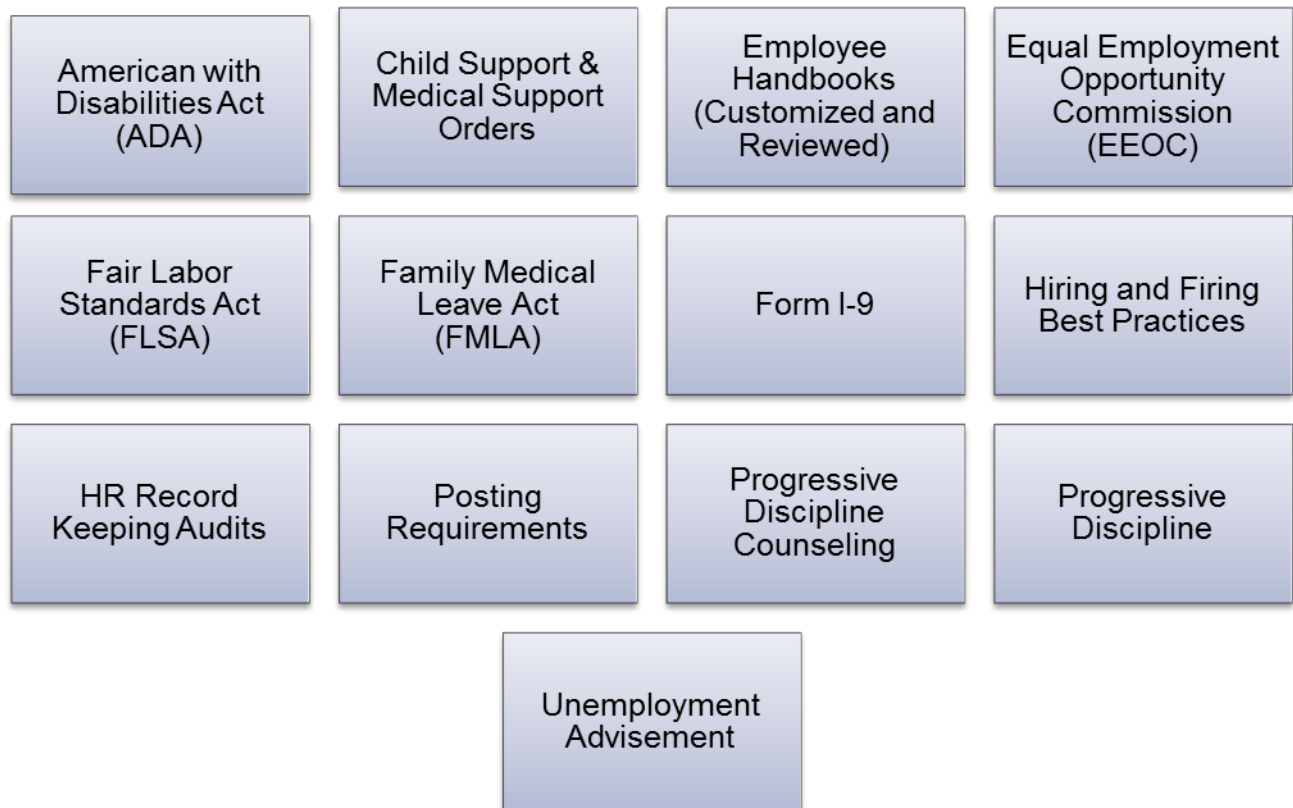 American with
Disabilities Act
(ADA)
Child Support &
Medical Support
Orders
Employee
Handbooks
(Customized and
Reviewed)
Equal Employment
Opportunity
Commission
(EEOC)
Fair Labor
Standards Act
(FLSA)
Family Medical
Leave Act
(FMLA)
Form I-9
Hiring and Firing
Best Practices
HR Record
Keeping Audits
Posting
Requirements
Progressive
Discipline
Counseling
Progressive
Discipline
Unemployment
Advisement